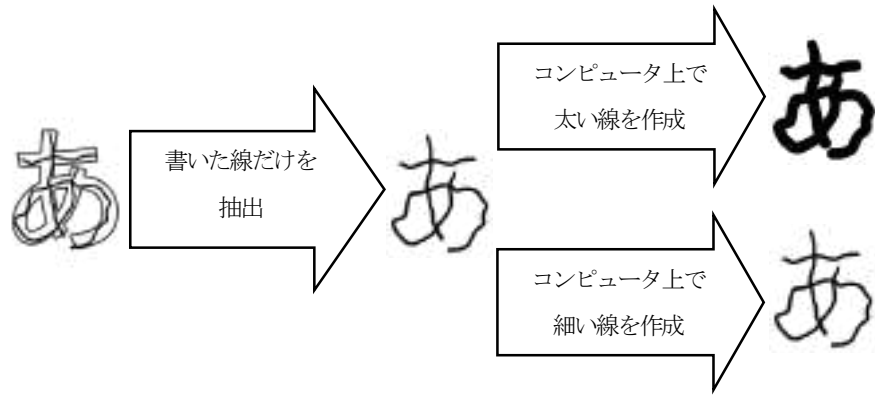 あ
書いた線だけを
抽出
あ
コンピュータ上で
太い線を作成
あ
コンピュータ上で
細い線を作成
あ